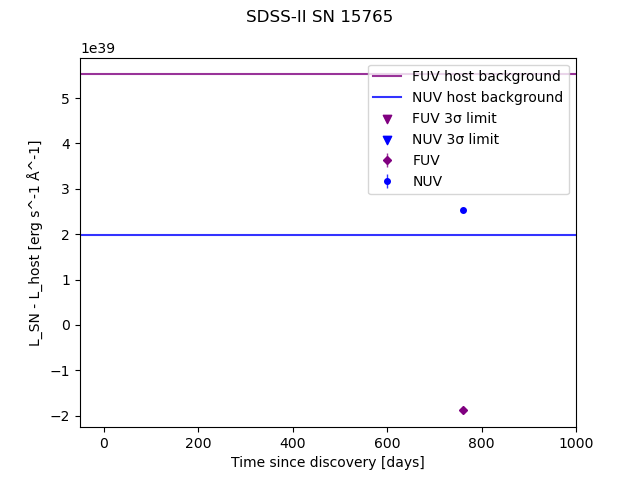 SDSS-II SN 15765
1e39
FUV host background
NUV host background
FUV 3σ limit
NUV 3σ limit
FUV
NUV
5
4
3
2
1
0
−1
−2
L_SN - L_host [erg s^-1 Å^-1]
0 200 400 600 800 1000
Time since discovery [days]